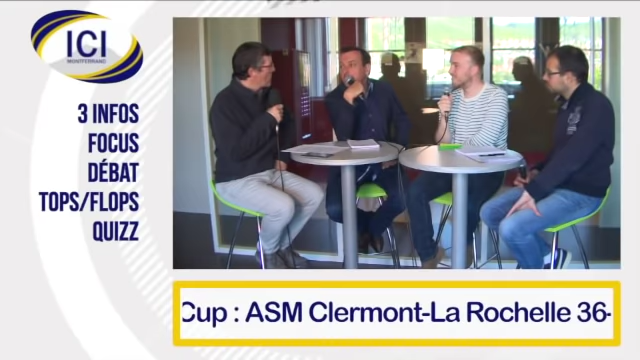 ICI
MONTFERRAND
3 INFOS
FOCUS
DÉBAT
TOPS/FLOPS
QUIZZ
Cup : ASM Clermont-La Rochelle 36-